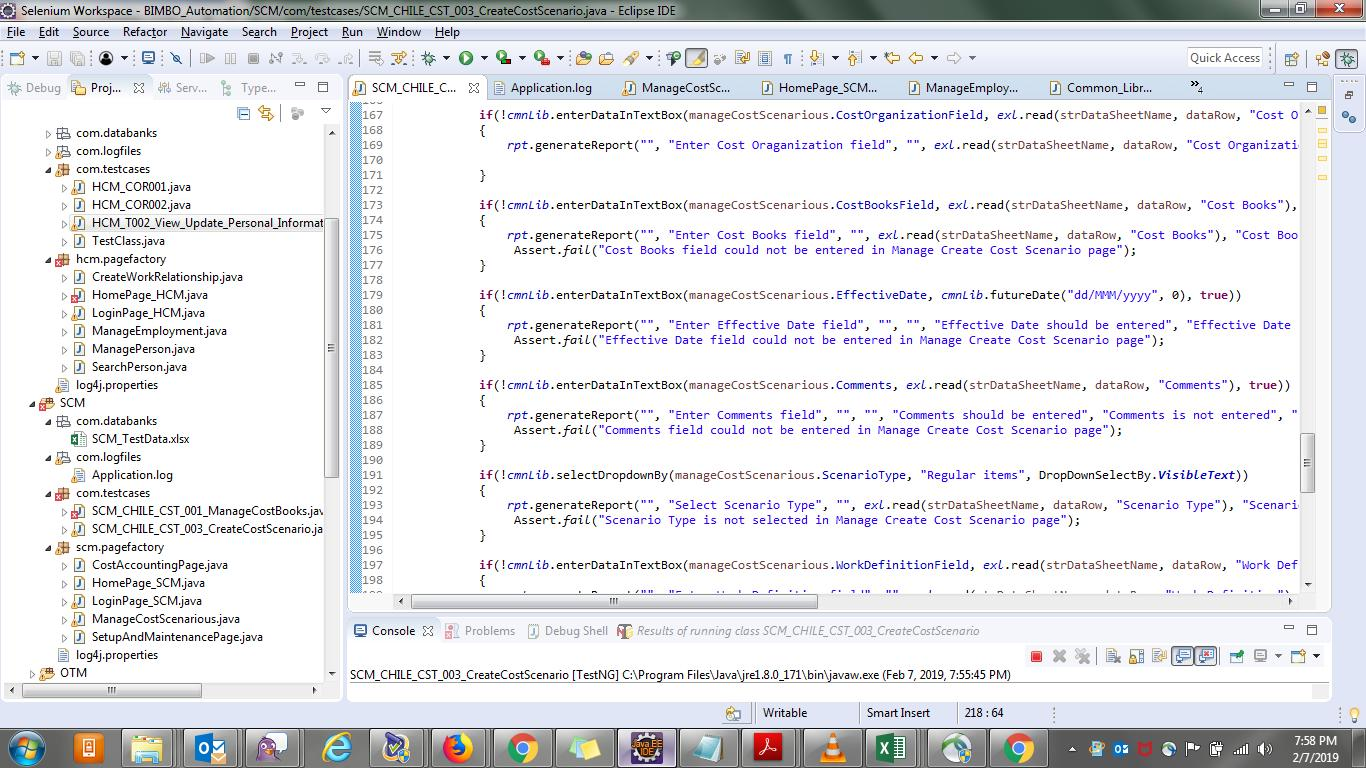 Selenium Workspace - BIMBO_Automation/SCM/com/testcases/SCM_CHILE_CST_003_CreateCostScenario.java - Eclipse IDE
File Edit Source Refactor Navigate Search Project Run Window Help
Quick Access
Debug Proj... Serv... Type...
com.databanks
com.logfiles
com.testcases
HCM_COR001.java
HCM_COR002.java
HCM_T002_View_Update_Personal_Informat
TestClass.java
hcm.pagefactory
CreateWorkRelationship.java
HomePage_HCM.java
LoginPage_HCM.java
ManageEmployment.java
ManagePerson.java
SearchPerson.java
log4j.properties
SCM
com.databanks
SCM_TestData.xlsx
com.logfiles
Application.log
com.testcases
SCM_CHILE_CST_001_ManageCostBooks.jav
SCM_CHILE_CST_003_CreateCostScenario.ja
scm.pagefactory
CostAccountingPage.java
HomePage_SCM.java
LoginPage_SCM.java
ManageCostScenarious.java
SetupAndMaintenancePage.java
log4j.properties
OTM
SCM_CHILE_C... Application.log ManageCostSc... HomePage_SCM... ManageEmploy... Common_Libr... 4
167 if(!cmnLib.enterDataInTextBox(manageCostScenarious.CostOrganizationField, exl.read(strDataSheetName, dataRow, "Cost O
168 {
169 rpt.generateReport("", "Enter Cost Oraganization field", "", exl.read(strDataSheetName, dataRow, "Cost Organizati
170
171 }
172
173 if(!cmnLib.enterDataInTextBox(manageCostScenarious.CostBooksField, exl.read(strDataSheetName, dataRow, "Cost Books"),
174 {
175 rpt.generateReport("", "Enter Cost Books field", "", exl.read(strDataSheetName, dataRow, "Cost Books"), "Cost Boo
176 Assert.fail("Cost Books field could not be entered in Manage Create Cost Scenario page");
177 }
178
179 if(!cmnLib.enterDataInTextBox(manageCostScenarious.EffectiveDate, cmnLib.futureDate("dd/MMM/yyyy", 0), true))
180 {
181 rpt.generateReport("", "Enter Effective Date field", "", "", "Effective Date should be entered", "Effective Date
182 Assert.fail("Effective Date field could not be entered in Manage Create Cost Scenario page");
183 }
184
185 if(!cmnLib.enterDataInTextBox(manageCostScenarious.Comments, exl.read(strDataSheetName, dataRow, "Comments"), true))
186 {
187 rpt.generateReport("", "Enter Comments field", "", "", "Comments should be entered", "Comments is not entered", "
188 Assert.fail("Comments field could not be entered in Manage Create Cost Scenario page");
189 }
190
191 if(!cmnLib.selectDropdownBy(manageCostScenarious.ScenarioType, "Regular items", DropDownSelectBy.VisibleText))
192 {
193 rpt.generateReport("", "Select Scenario Type", "", exl.read(strDataSheetName, dataRow, "Scenario Type"), "Scenari
194 Assert.fail("Scenario Type is not selected in Manage Create Cost Scenario page");
195 }
196
197 if(!cmnLib.enterDataInTextBox(manageCostScenarious.WorkDefinitionField, exl.read(strDataSheetName, dataRow, "Work Def
198 {
Console Problems Debug Shell Results of running class SCM_CHILE_CST_003_CreateCostScenario
SCM_CHILE_CST_003_CreateCostScenario [TestNG] C:\Program Files\Java\jre1.8.0_171\bin\javaw.exe (Feb 7, 2019, 7:55:45 PM)
Writable Smart Insert 218 : 64
Java EE
IDE
7:58 PM
2/7/2019